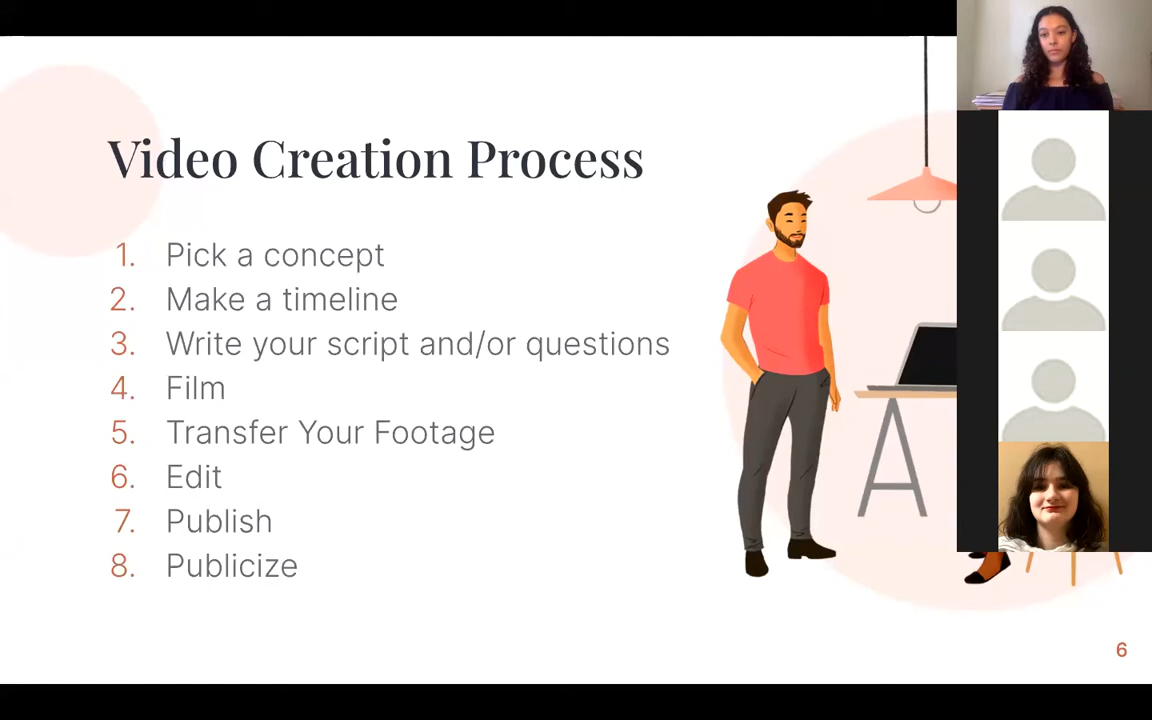 Video Creation Process
1. Pick a concept
2. Make a timeline
3. Write your script and/or questions
4. Film
5. Transfer Your Footage
6. Edit
7. Publish
8. Publicize
6